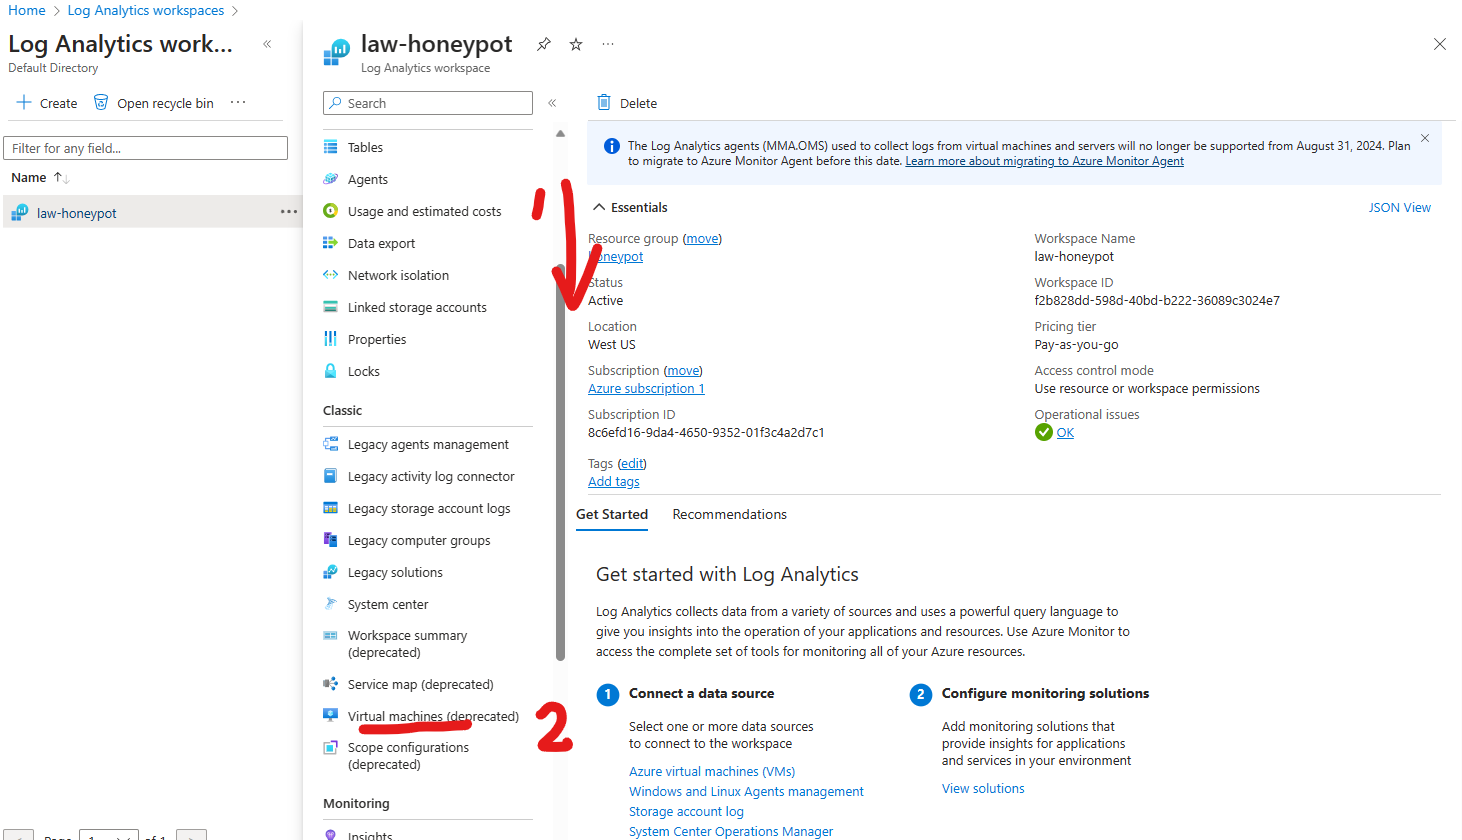 Home > Log Analytics workspaces >
Log Analytics work... «
Default Directory
Create
Open recycle bin ...
Filter for any field...
Name ↑↓
law-honeypot ...
law-honeypot ...
Log Analytics workspace
Search «
Tables
Agents
Usage and estimated costs
Data export
Network isolation
Linked storage accounts
Properties
Locks
Classic
Legacy agents management
Legacy activity log connector
Legacy storage account logs
Legacy computer groups
Legacy solutions
System center
Workspace summary
(deprecated)
Service map (deprecated)
Virtual machines (deprecated)
Scope configurations
(deprecated)
Monitoring
Insights
1
2
Delete
The Log Analytics agents (MMA.OMS) used to collect logs from virtual machines and servers will no longer be supported from August 31, 2024. Plan
to migrate to Azure Monitor Agent before this date. Learn more about migrating to Azure Monitor Agent
Essentials
JSON View
Resource group (move)
honeypot
Status
Active
Location
West US
Subscription (move)
Azure subscription 1
Subscription ID
8c6efd16-9da4-4650-9352-01f3c4a2d7c1
Tags (edit)
Add tags
Workspace Name
law-honeypot
Workspace ID
f2b828dd-598d-40bd-b222-36089c3024e7
Pricing tier
Pay-as-you-go
Access control mode
Use resource or workspace permissions
Operational issues
OK
Get Started
Recommendations
Get started with Log Analytics
Log Analytics collects data from a variety of sources and uses a powerful query language to
give you insights into the operation of your applications and resources. Use Azure Monitor to
access the complete set of tools for monitoring all of your Azure resources.
1 Connect a data source
Select one or more data sources
to connect to the workspace
Azure virtual machines (VMs)
Windows and Linux Agents management
Storage account log
System Center Operations Manager
2 Configure monitoring solutions
Add monitoring solutions that
provide insights for applications
and services in your environment
View solutions
< Page 1 of 1 >